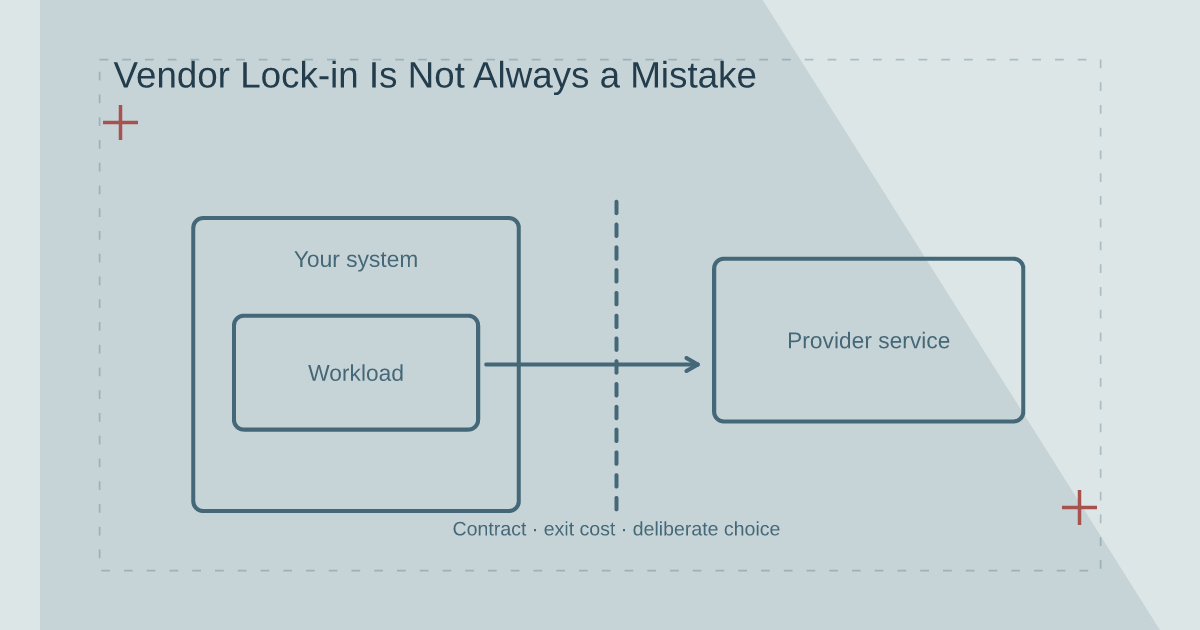 Vendor Lock-in Is Not Always a Mistake
Your system
Workload
Provider service
Contract · exit cost · deliberate choice